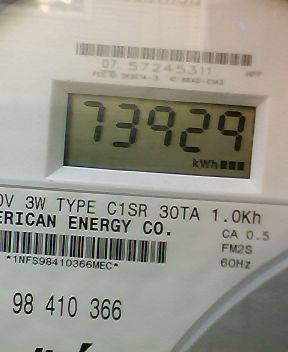 07 57245311
73929
kWh
0V 3W TYPE C1SR 30TA 1.0Kh
ERICAN ENERGY CO.
CA 0.5
FM2S
*1NFS98410366MEC*
60Hz
98 410 366